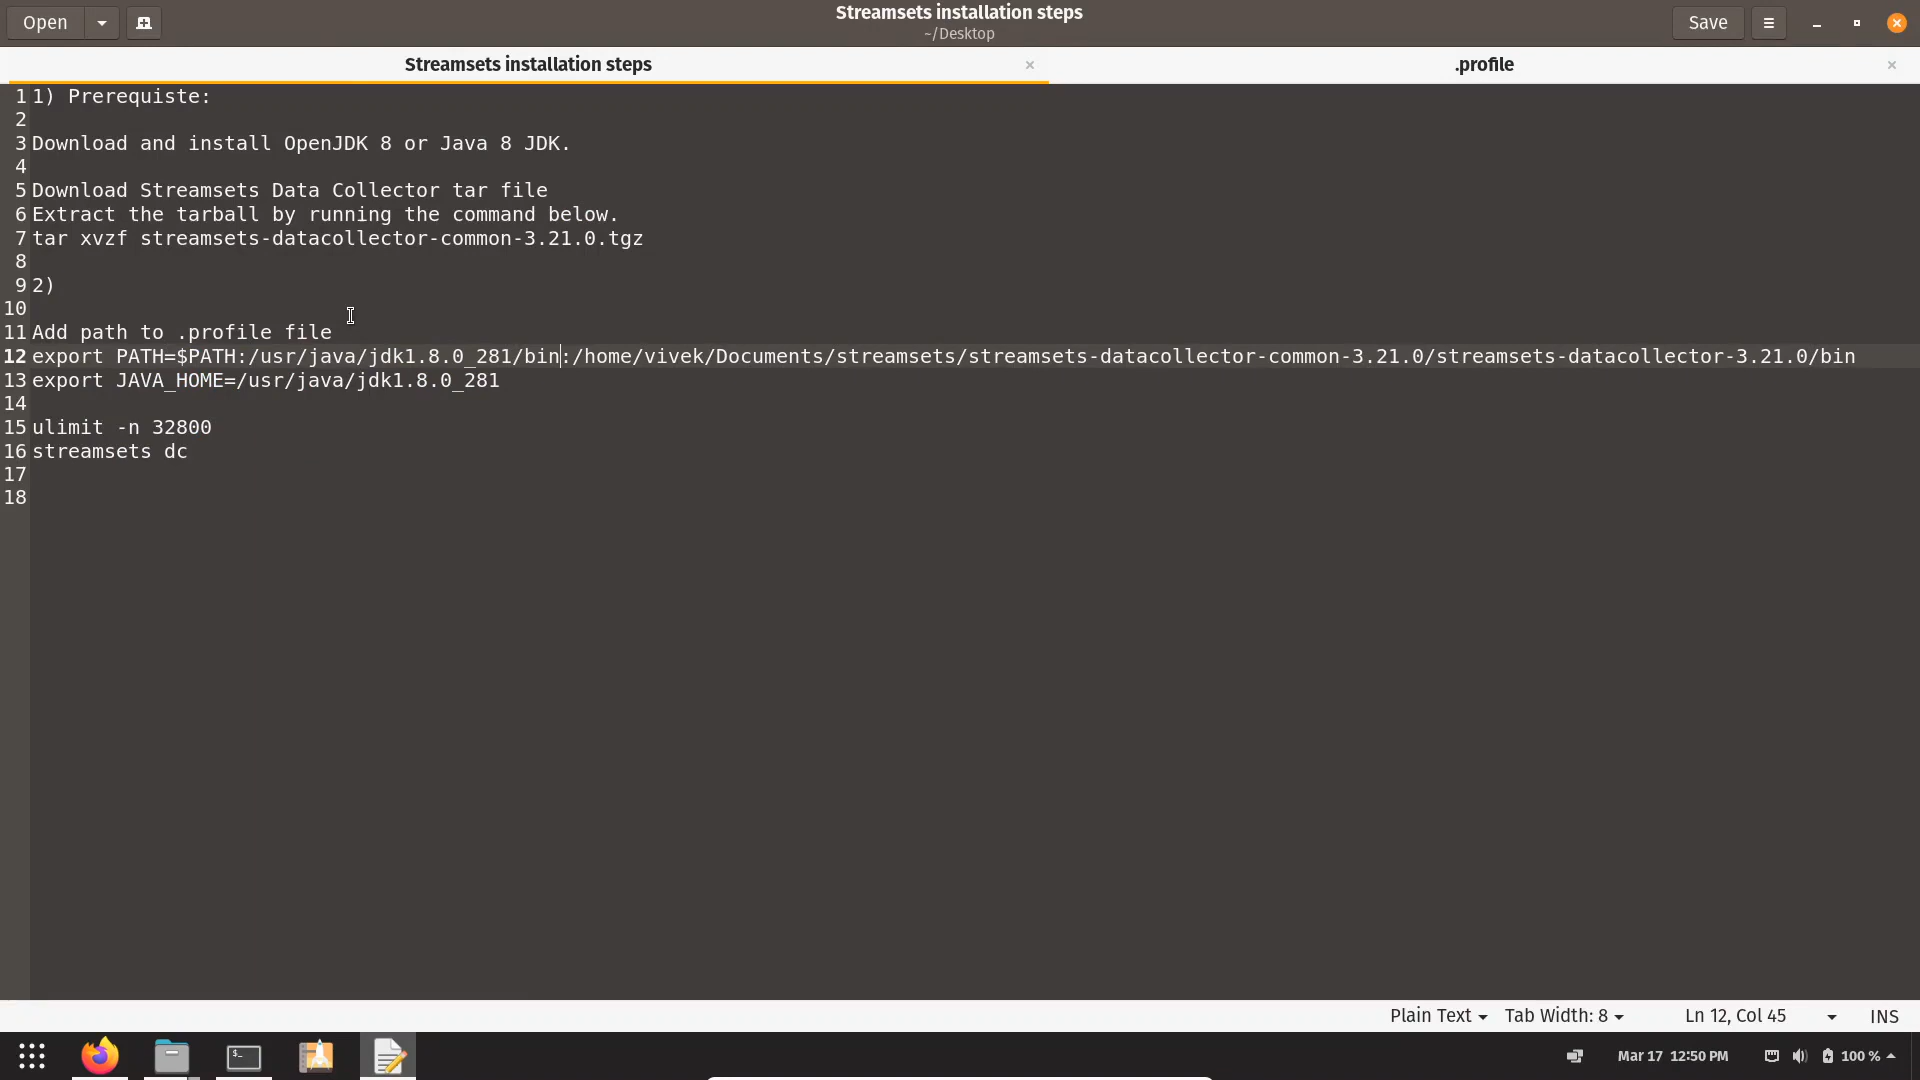 Open
Streamsets installation steps
~/Desktop
Save
Streamsets installation steps
.profile
1 1) Prerequiste:
2
3 Download and install OpenJDK 8 or Java 8 JDK.
4
5 Download Streamsets Data Collector tar file
6 Extract the tarball by running the command below.
7 tar xvzf streamsets-datacollector-common-3.21.0.tgz
8
9 2)
10
11 Add path to .profile file
12 export PATH=$PATH:/usr/java/jdk1.8.0_281/bin:/home/vivek/Documents/streamsets/streamsets-datacollector-common-3.21.0/streamsets-datacollector-3.21.0/bin
13 export JAVA_HOME=/usr/java/jdk1.8.0_281
14
15 ulimit -n 32800
16 streamsets dc
17
18
Plain Text Tab Width: 8 Ln 12, Col 45 INS
Mar 17 12:50 PM 100 %